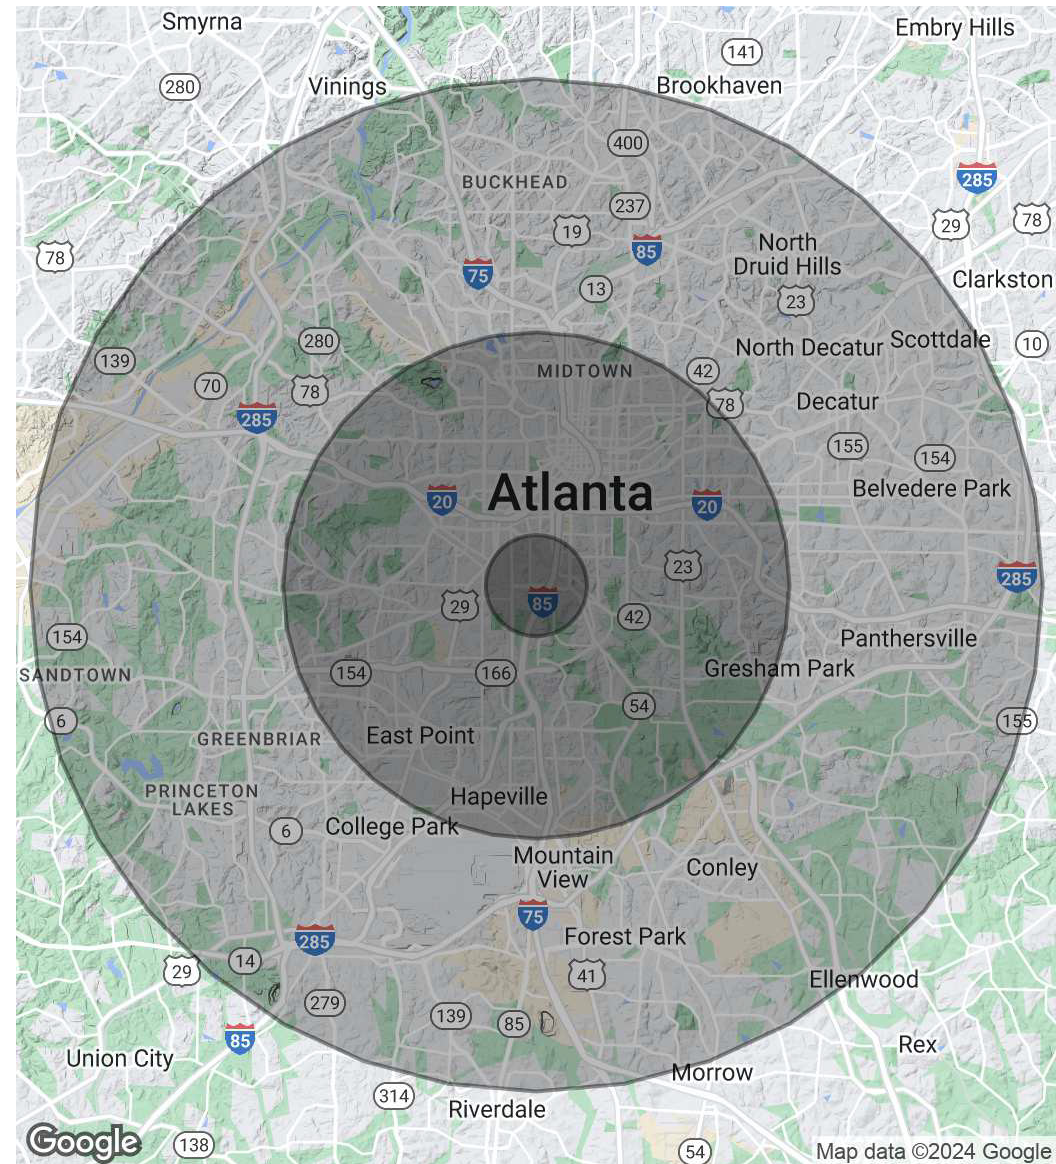 Smyrna
Embry Hills
141
280
Vinings
Brookhaven
400
BUCKHEAD
285
237
19
29
78
85
North
Druid Hills
78
75
Clarkston
13
23
280
139
North Decatur
Scottdale
10
MIDTOWN
42
70
78
78
Decatur
285
155
154
Atlanta
Belvedere Park
20
20
23
285
85
29
42
154
Panthersville
SANDTOWN
154
166
Gresham Park
54
6
155
GREENBRIAR
East Point
PRINCETON
LAKES
Hapeville
6
College Park
Mountain
View
Conley
75
285
Forest Park
14
29
41
Ellenwood
279
139
85
85
Union City
Rex
Morrow
314
Riverdale
Google
138
54
Map data ©2024 Google